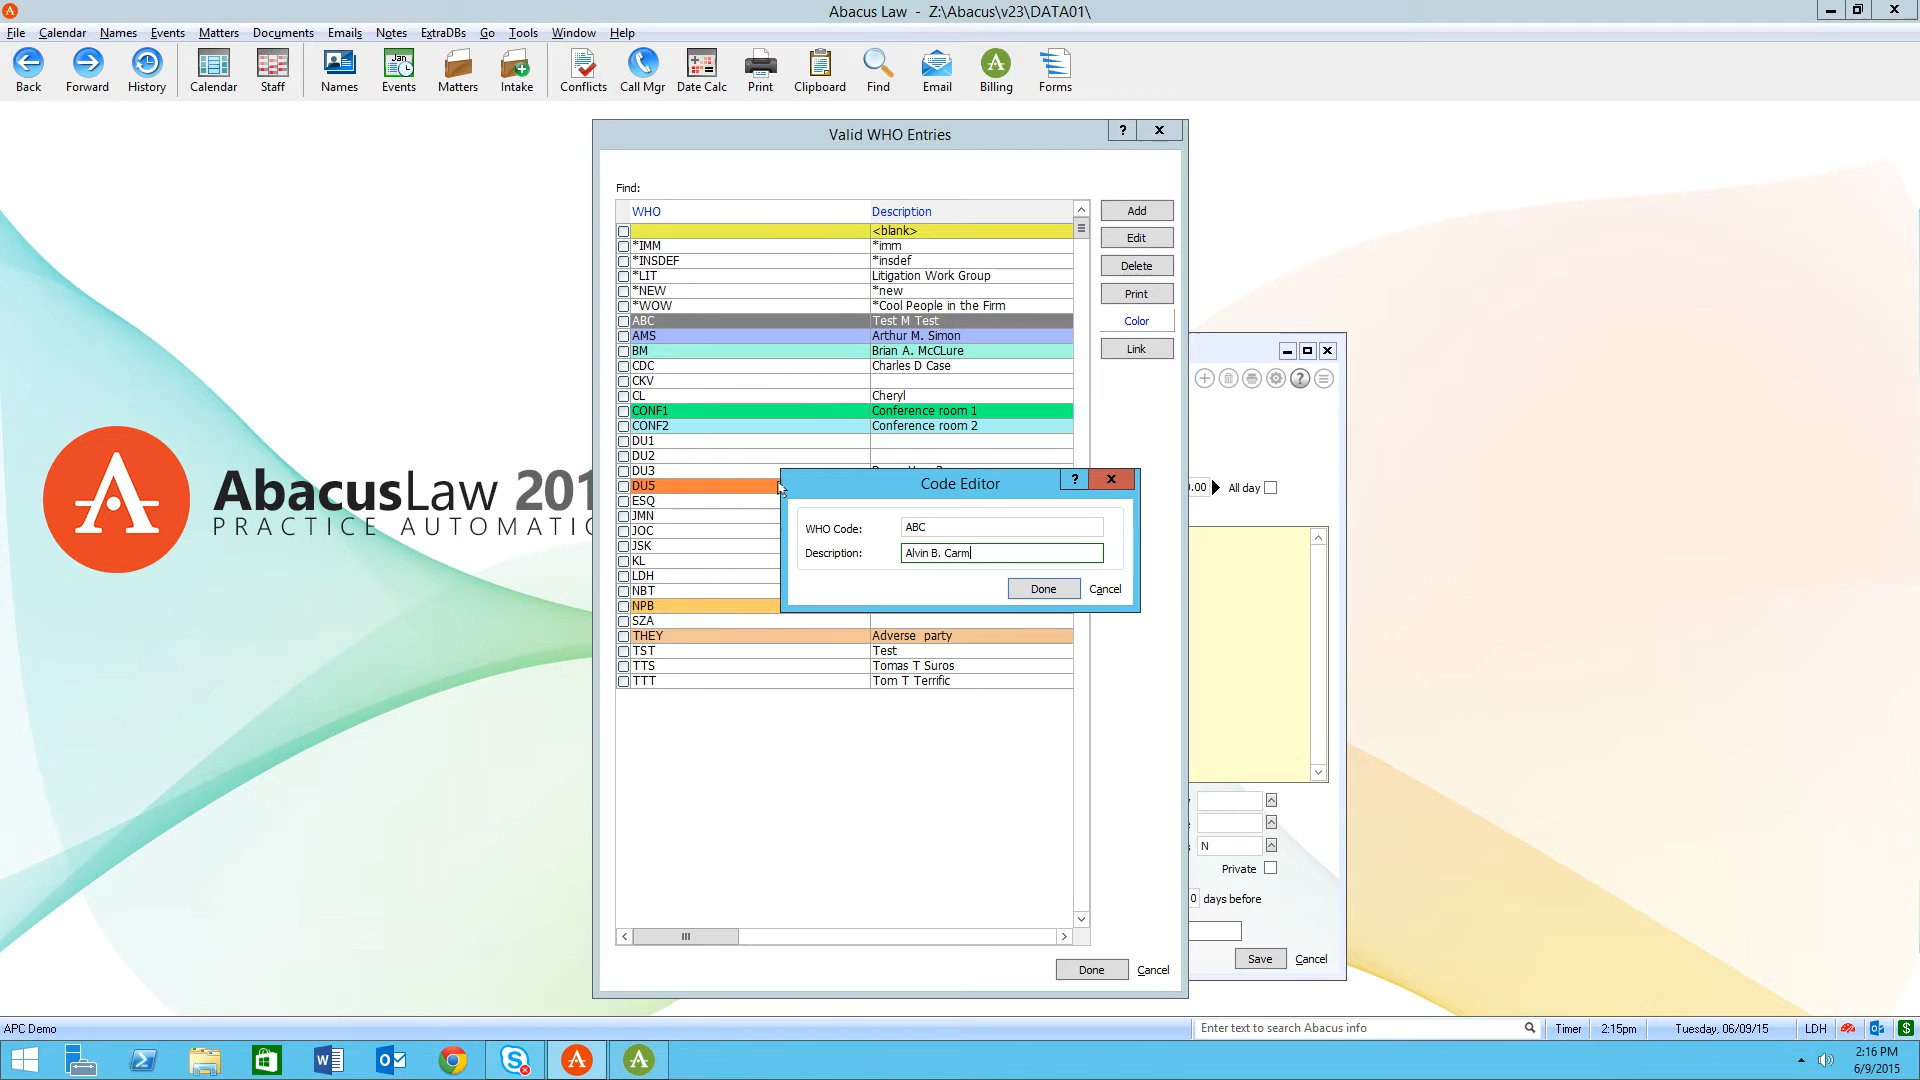 Abacus Law - Z:\Abacus\v23\DATA01\
File Calendar Names Events Matters Documents Emails Notes ExtraDBs Go Tools Window Help
Jan
Back Forward History Calendar Staff Names Events Matters Intake Conflicts Call Mgr Date Calc Print Clipboard Find Email Billing Forms
Valid WHO Entries ?
Find:
WHO Description Add
<blank>
*IMM *imm Edit
*INSDEF *insdef
*LIT Litigation Work Group Delete
*NEW *new Print
*WOW *Cool People in the Firm
ABC Test M Test Color
AMS Arthur M. Simon
BM Brian A. McCLure Link
CDC Charles D Case
CKV
CL Cheryl
CONF1 Conference room 1
CONF2 Conference room 2
DU1
DU2
DU3
DU5
ESQ
JMN
JOC
JSK
KL
LDH
NBT
NPB
SZA
THEY Adverse party
TST Test
TTS Tomas T Suros
TTT Tom T Terrific
Done Cancel
Code Editor ?
WHO Code: ABC
Description: Alvin B. Carm
Done Cancel
AbacusLaw 201
PRACTICE AUTOMATIC
?
.00 All day
N
Private
0 days before
Save Cancel
APC Demo Enter text to search Abacus info Timer 2:15pm Tuesday, 06/09/15 LDH
2:16 PM
6/9/2015